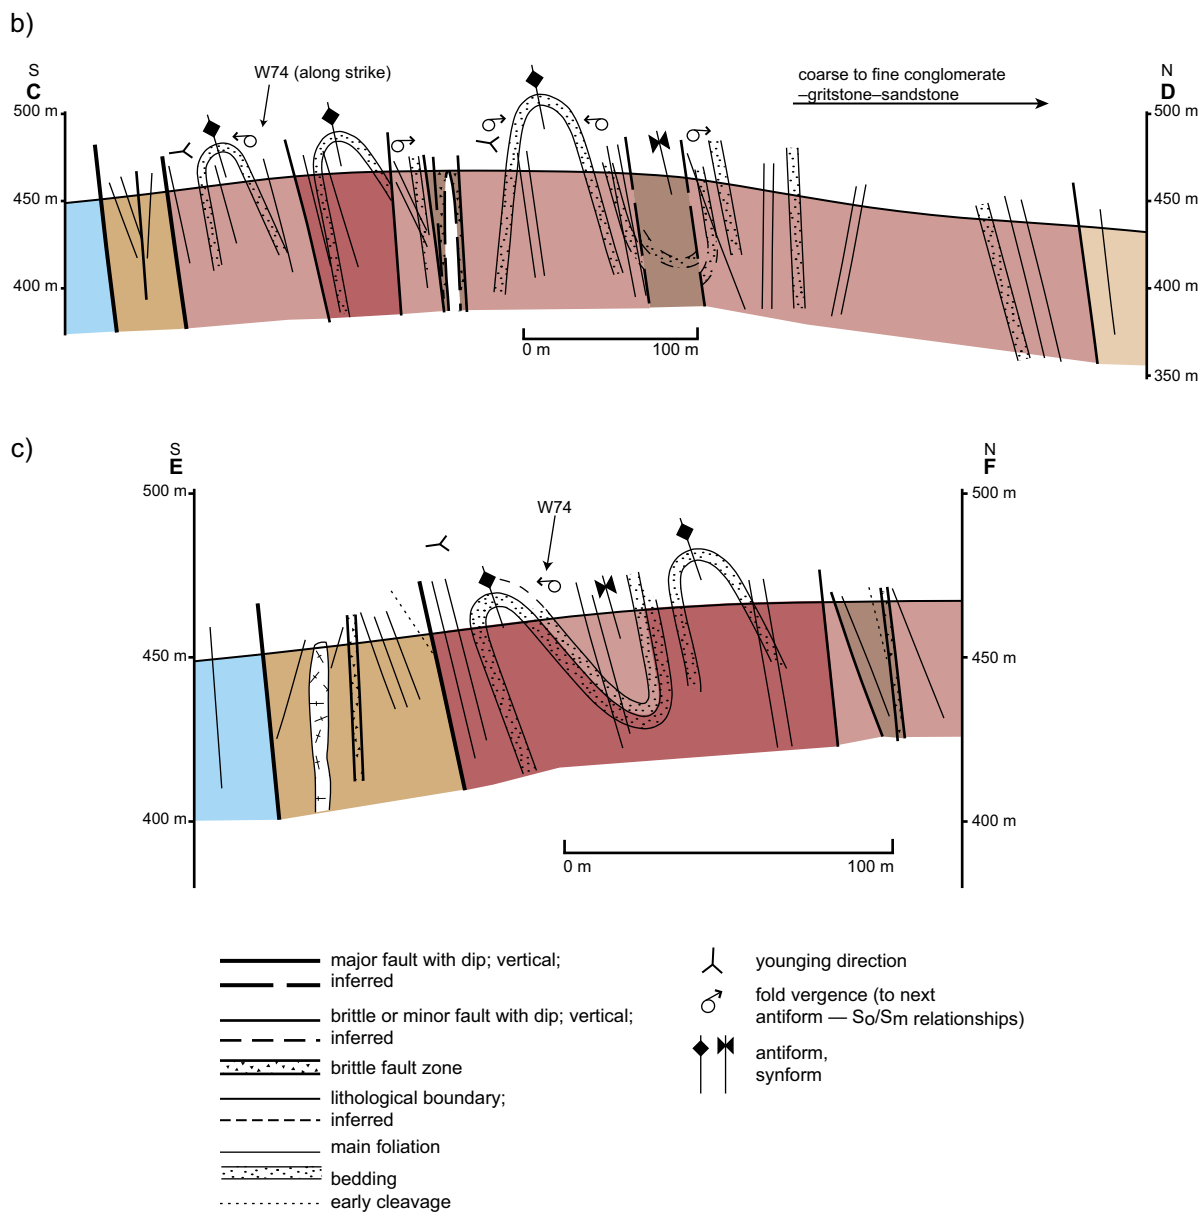 b)
S
C
W74 (along strike)
coarse to fine conglomerate
–gritstone–sandstone
N
D
500 m
450 m
400 m
500 m
450 m
400 m
350 m
0 m
100 m
c)
S
E
N
F
500 m
450 m
400 m
W74
500 m
450 m
400 m
0 m
100 m
major fault with dip; vertical;
inferred
brittle or minor fault with dip; vertical;
inferred
brittle fault zone
lithological boundary;
inferred
main foliation
bedding
early cleavage
younging direction
fold vergence (to next
antiform — So/Sm relationships)
antiform,
synform